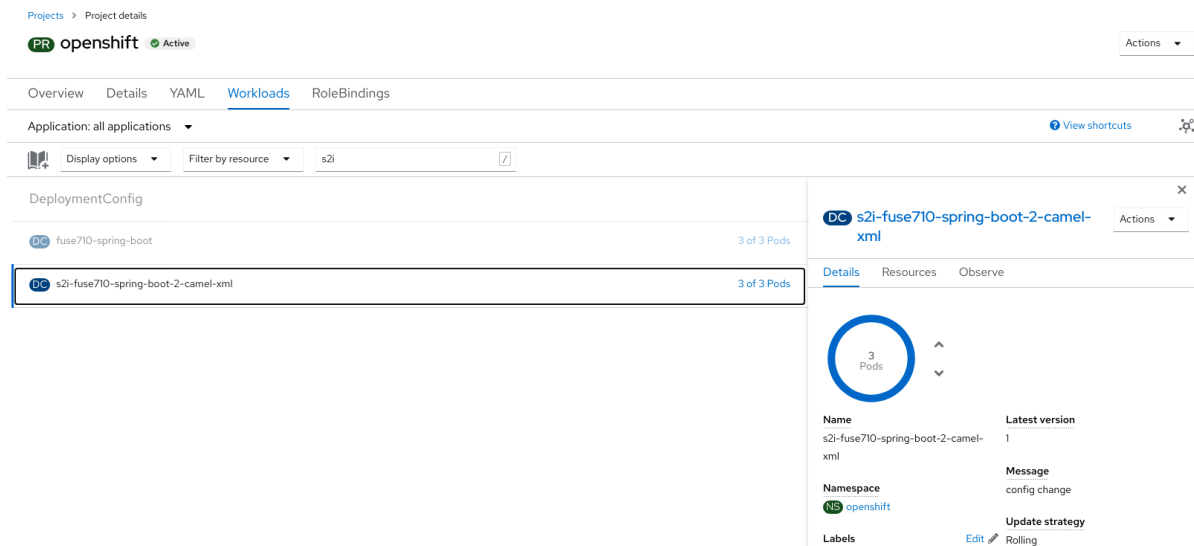 Projects > Project details
PR openshift Active
Actions
Overview Details YAML Workloads RoleBindings
Application: all applications
View shortcuts
Display options Filter by resource s2i /
DeploymentConfig
DC fuse710-spring-boot 3 of 3 Pods
DC s2i-fuse710-spring-boot-2-camel-xml 3 of 3 Pods
DC s2i-fuse710-spring-boot-2-camel-
xml
Actions
Details Resources Observe
3
Pods
Name
s2i-fuse710-spring-boot-2-camel-
xml
Latest version
1
Message
config change
Namespace
NS openshift
Update strategy
Rolling
Labels Edit